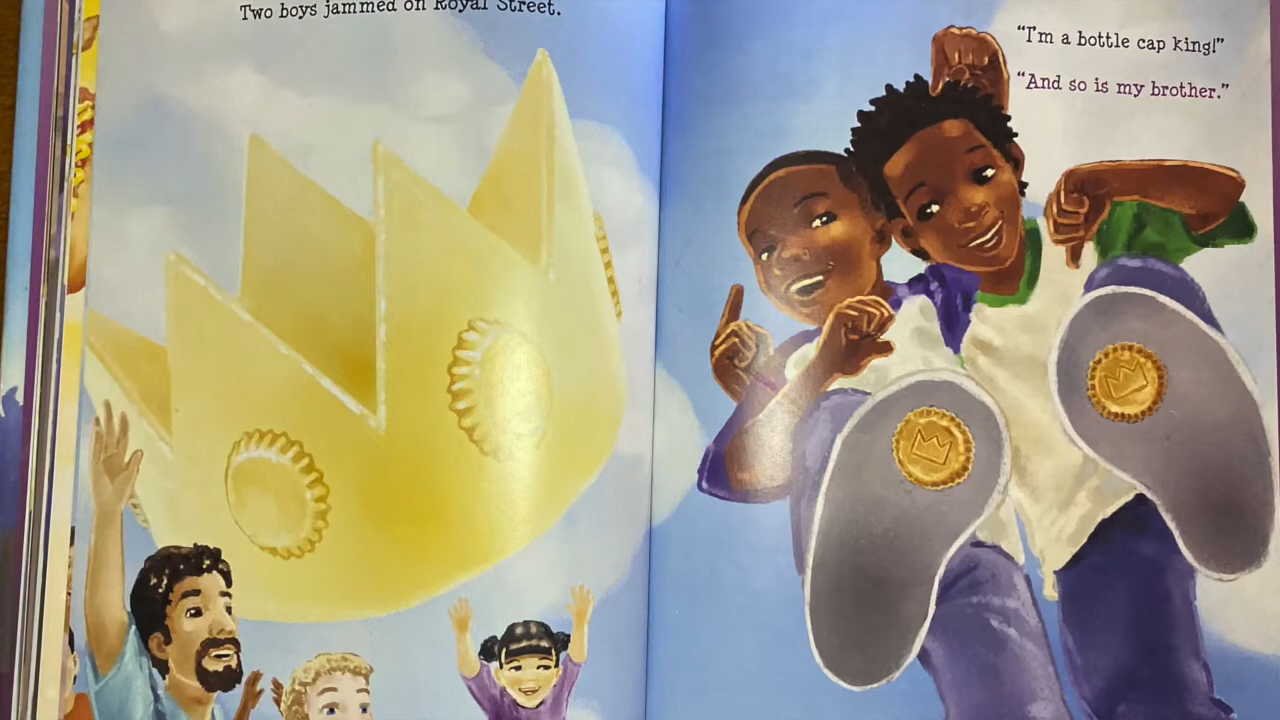 Two boys jammed on Royal Street.
"I'm a bottle cap king!"
"And so is my brother."